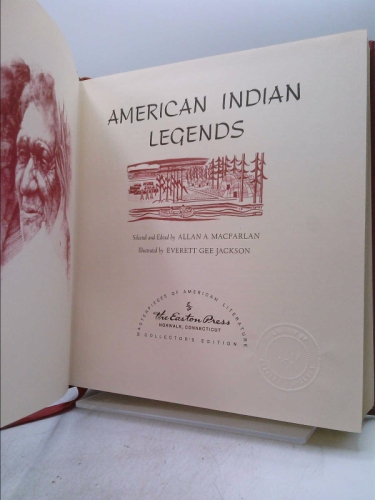 AMERICAN INDIAN
LEGENDS
Selected and Edited by ALLAN A MACFARLAN
Illustrated by EVERETT GEE JACKSON
MASTERPIECES OF AMERICAN LITERATURE
The Easton Press
NORWALK, CONNECTICUT
COLLECTOR'S EDITION